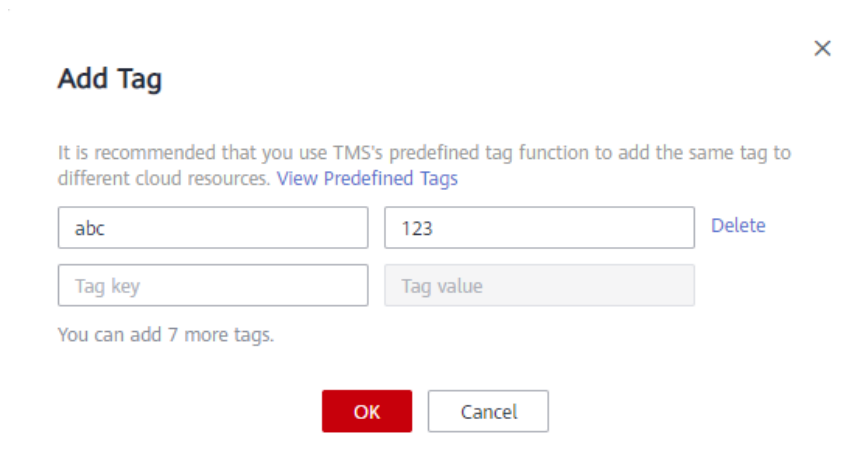 Add Tag
It is recommended that you use TMS's predefined tag function to add the same tag to
different cloud resources. View Predefined Tags
abc 123 Delete
Tag key Tag value
You can add 7 more tags.
OK Cancel